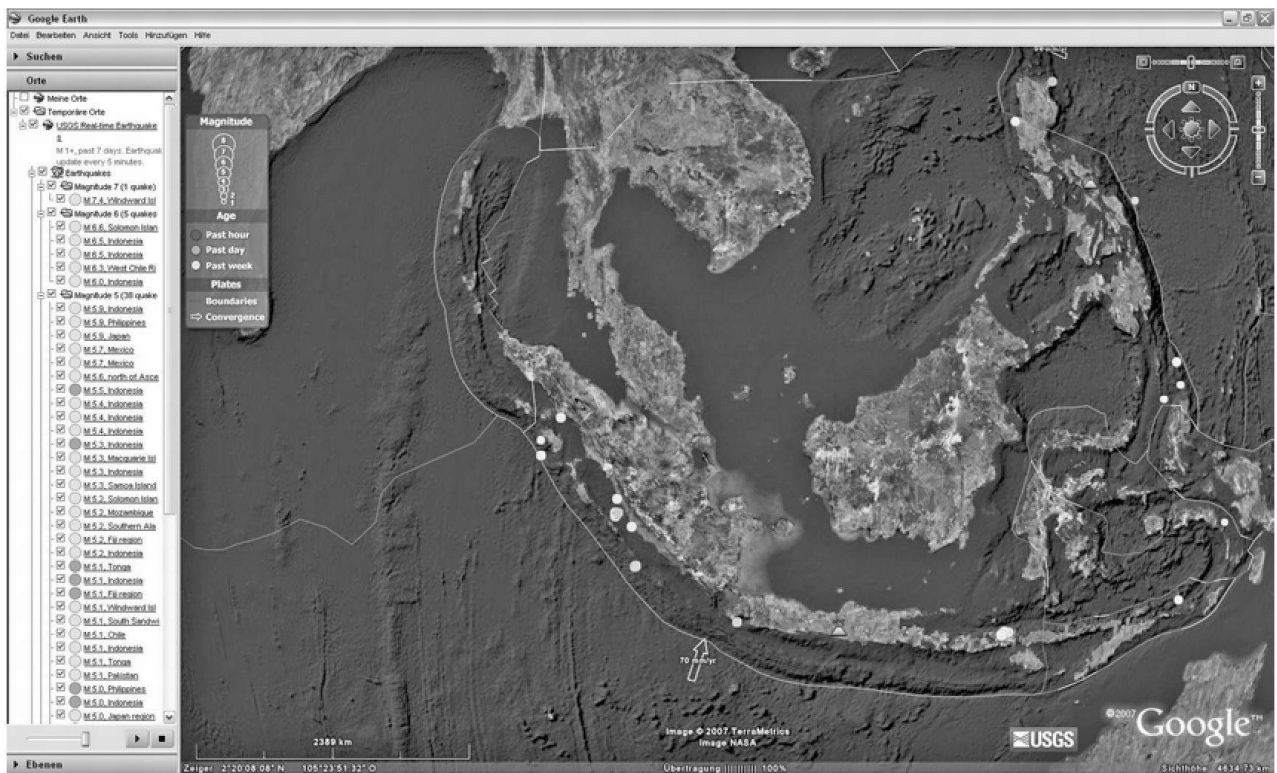 Google Earth
Datei Bearbeiten Ansicht Tools Hinzufügen Hilfe
Suchen
Orte
Meine Orte
Temporäre Orte
USGS Real-time Earthquake
M 1+, past 7 days. Earthquak
update every 5 minutes.
Earthquakes
Magnitude 7 (1 quake)
M 7.4, Windward Isl
Magnitude 6 (5 quakes
M 6.6, Solomon Islan
M 6.5, Indonesia
M 6.5, Indonesia
M 6.3, West Chile Ri
M 6.0, Indonesia
Magnitude 5 (38 quake
M 5.9, Indonesia
M 5.9, Philippines
M 5.9, Japan
M 5.7, Mexico
M 5.7, Mexico
M 5.6, north of Asce
M 5.5, Indonesia
M 5.4, Indonesia
M 5.4, Indonesia
M 5.4, Indonesia
M 5.3, Indonesia
M 5.3, Macquarie Isl
M 5.3, Indonesia
M 5.3, Samoa Island
M 5.2, Solomon Islan
M 5.2, Mozambique
M 5.2, Southern Ala
M 5.2, Fiji region
M 5.2, Indonesia
M 5.1, Tonga
M 5.1, Indonesia
M 5.1, Fiji region
M 5.1, Windward Isl
M 5.1, South Sandwi
M 5.1, Chile
M 5.1, Indonesia
M 5.1, Tonga
M 5.1, Pakistan
M 5.0, Philippines
M 5.0, Indonesia
M 5.0, Japan region
Ebenen
Magnitude
2
1
Age
Past hour
Past day
Past week
Plates
Boundaries
Convergence
N
70 mm/yr
2389 km
Image © 2007 TerraMetrics
Image NASA
USGS
©2007 Google™
Zeiger 2°20'08.08" N 105°23'51.32" O
Übertragung |||||||||| 100%
Sichthöhe 4634.73 km